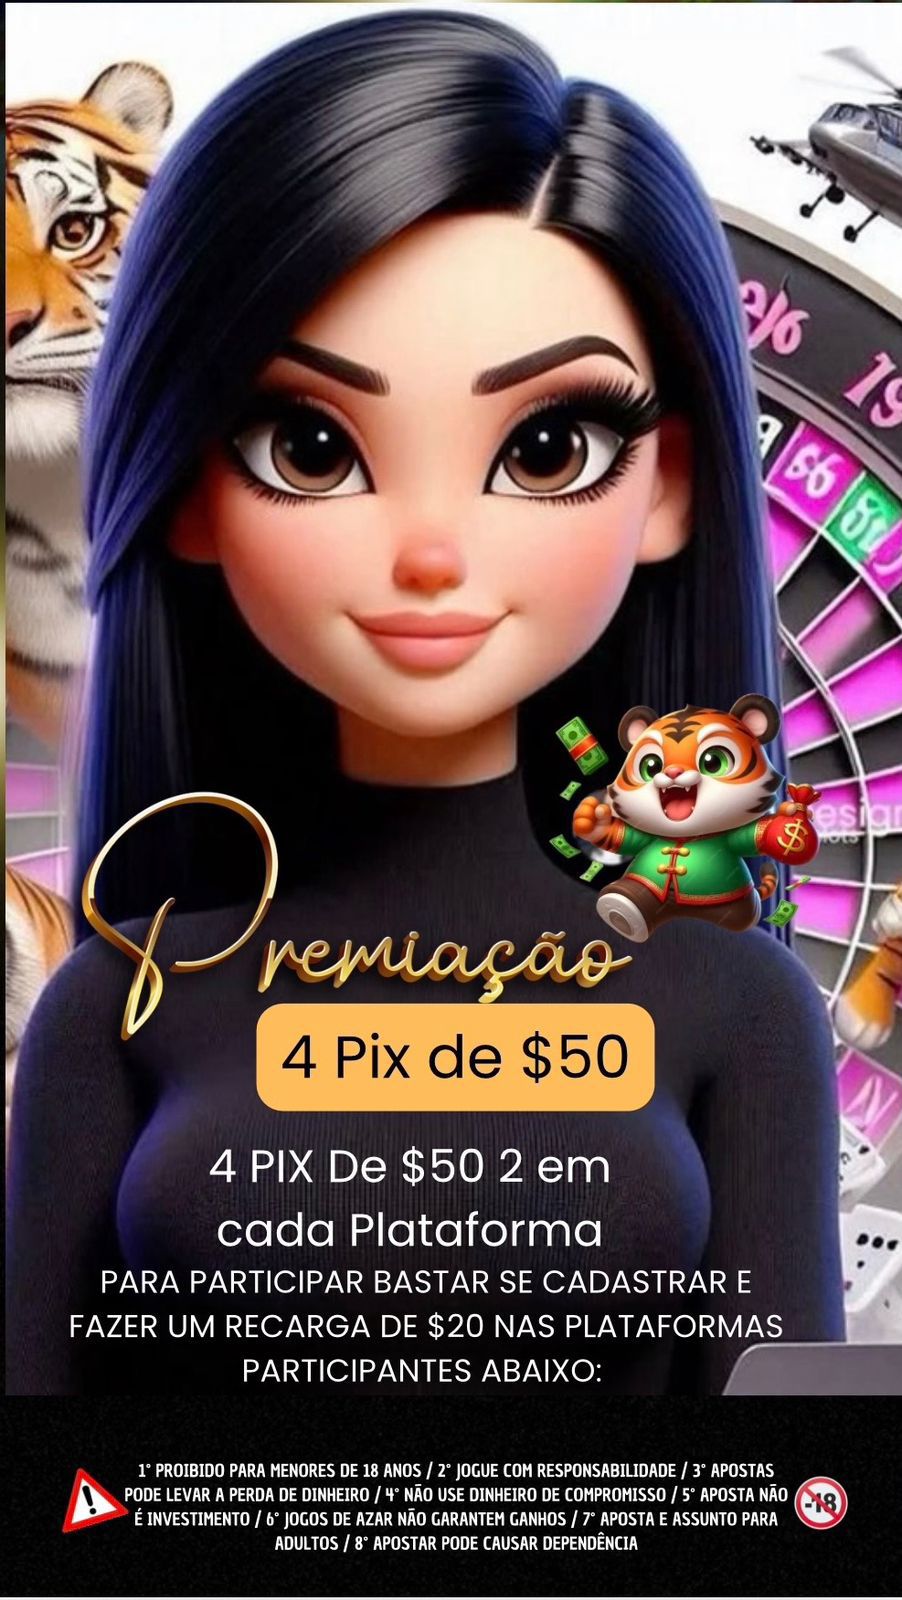 19
Premiação
4 Pix de $50
4 PIX De $50 2 em
cada Plataforma
PARA PARTICIPAR BASTAR SE CADASTRAR E
FAZER UM RECARGA DE $20 NAS PLATAFORMAS
PARTICIPANTES ABAIXO:
1° PROIBIDO PARA MENORES DE 18 ANOS / 2° JOGUE COM RESPONSABILIDADE / 3° APOSTAS
PODE LEVAR A PERDA DE DINHEIRO / 4° NÃO USE DINHEIRO DE COMPROMISSO / 5° APOSTA NÃO
É INVESTIMENTO / 6° JOGOS DE AZAR NÃO GARANTEM GANHOS / 7° APOSTA E ASSUNTO PARA
ADULTOS / 8° APOSTAR PODE CAUSAR DEPENDÊNCIA
-18